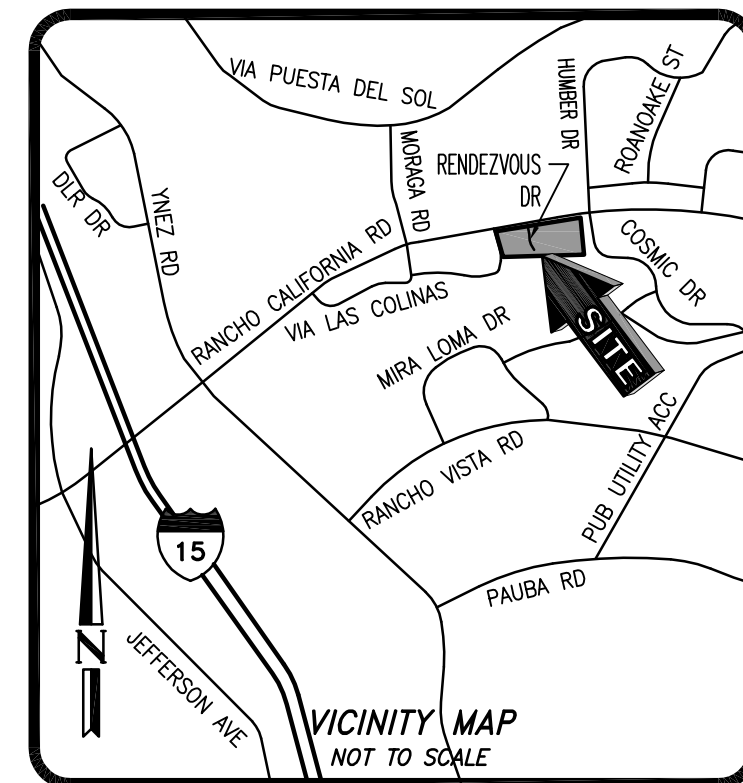 VIA PUESTA DEL SOL
HUMBER DR
ROANOAKE ST
MORAGA RD
RENDEZVOUS
DR
DLR DR
YNEZ RD
RANCHO CALIFORNIA RD
COSMIC DR
VIA LAS COLINAS
SITE
MIRA LOMA DR
RANCHO VISTA RD
PUB UTILITY ACC
15
PAUBA RD
N
JEFFERSON AVE
VICINITY MAP
NOT TO SCALE